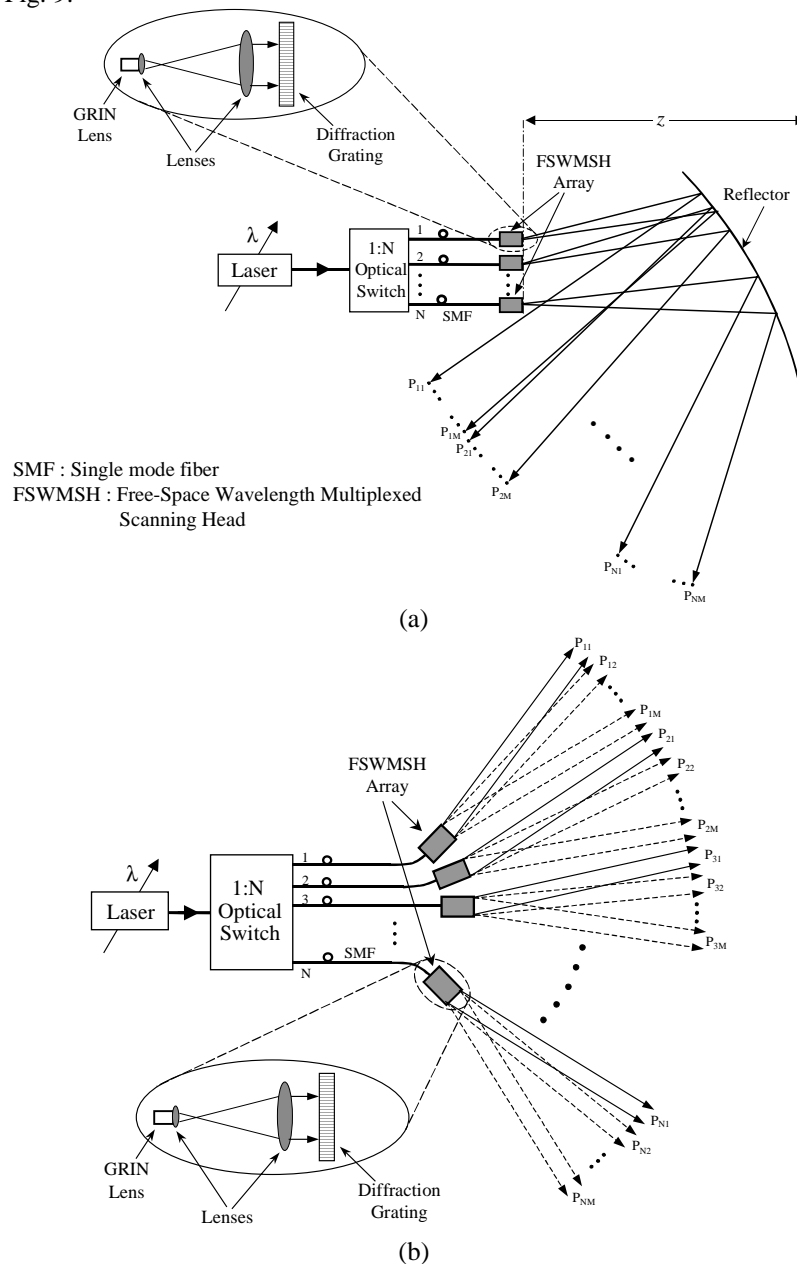 Fig. 9.
GRIN
Lens
Lenses
Diffraction
Grating
z
FSWMSH
Array
Reflector
λ
Laser
1:N
Optical
Switch
1
2
N
SMF
P11
P1M
P21
P2M
PN1
PNM
SMF : Single mode fiber
FSWMSH : Free-Space Wavelength Multiplexed
Scanning Head
(a)
P11
P12
P1M
P21
P22
P2M
P31
P32
P3M
FSWMSH
Array
λ
Laser
1:N
Optical
Switch
1
2
3
N
SMF
PN1
PN2
PNM
GRIN
Lens
Lenses
Diffraction
Grating
(b)